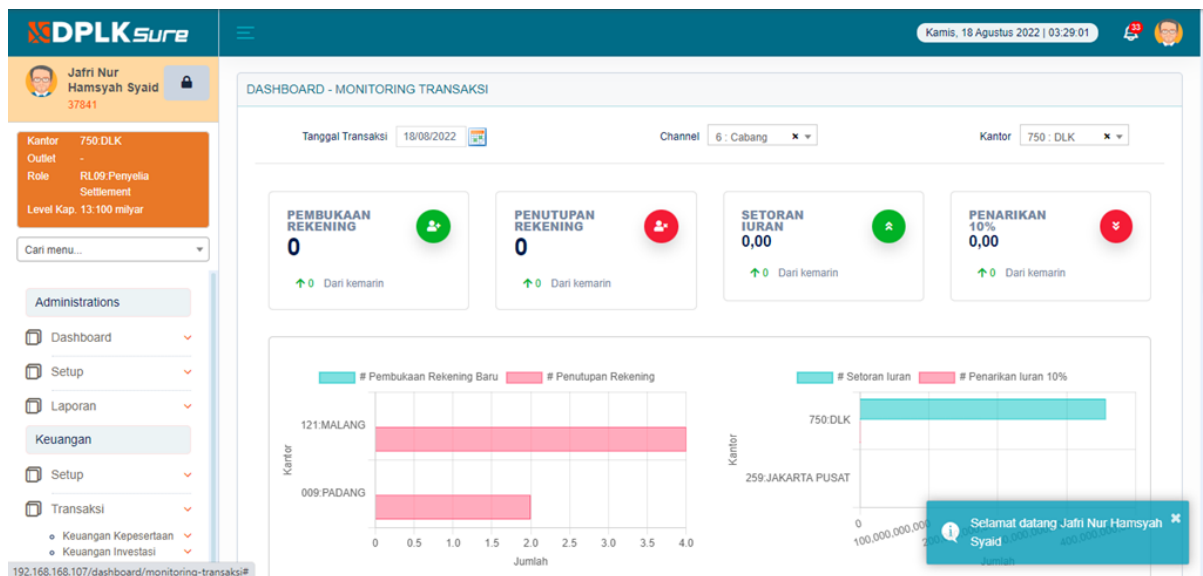 DPLKSure
Kamis, 18 Agustus 2022 | 03:29:01
33
Jafri Nur
Hamsyah Syaid
37841
Kantor 750:DLK
Outlet -
Role RL09:Penyelia
Settlement
Level Kap. 13:100 milyar
Cari menu...
Administrations
Dashboard
Setup
Laporan
Keuangan
Setup
Transaksi
Keuangan Kepesertaan
Keuangan Investasi
192.168.168.107/dashboard/monitoring-transaksi#
DASHBOARD - MONITORING TRANSAKSI
Tanggal Transaksi 18/08/2022
Channel 6 : Cabang
Kantor 750 : DLK
PEMBUKAAN
REKENING
0
0 Dari kemarin
PENUTUPAN
REKENING
0
0 Dari kemarin
SETORAN
IURAN
0,00
0 Dari kemarin
PENARIKAN
10%
0,00
0 Dari kemarin
# Pembukaan Rekening Baru # Penutupan Rekening
Kantor
121:MALANG
009:PADANG
0 0.5 1.0 1.5 2.0 2.5 3.0 3.5 4.0
Jumlah
# Setoran Iuran # Penarikan Iuran 10%
Kantor
750:DLK
259:JAKARTA PUSAT
0
100,000,000,000
400,000,
Jumlah
Selamat datang Jafri Nur Hamsyah
Syaid